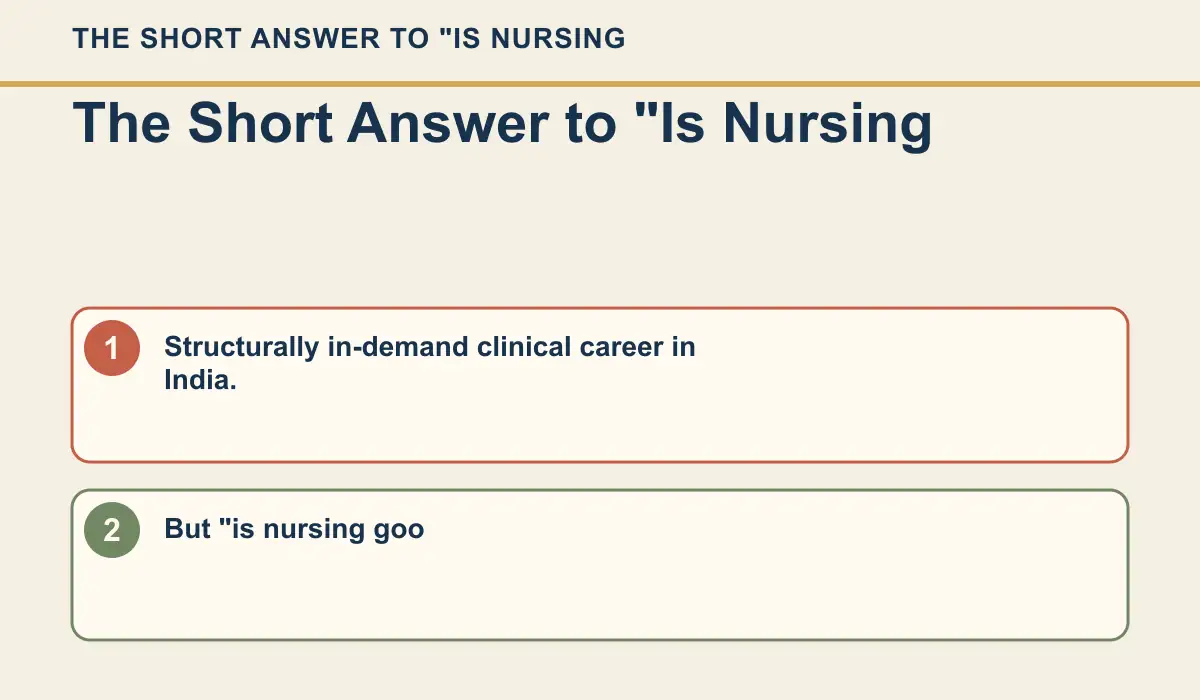 THE SHORT ANSWER TO "IS NURSING
The Short Answer to "Is Nursing
1
Structurally in-demand clinical career in
India.
2
But "is nursing goo